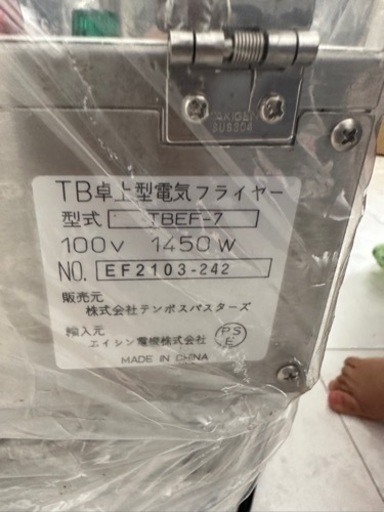 TAKIGEN
SUS304
TB卓上型電気フライヤー
型式 TBEF-7
100V 1450W
NO. EF2103-242
販売元
株式会社テンポスバスターズ
輸入元
エイシン電機株式会社 PSE
MADE IN CHINA